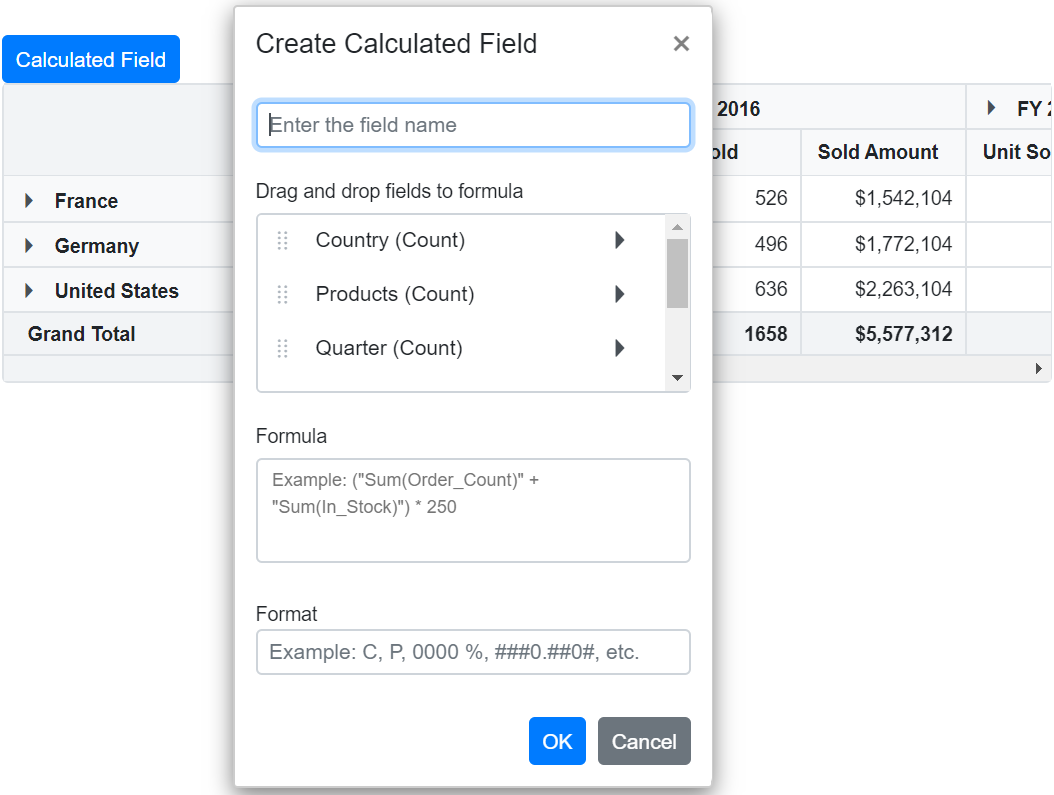 Create Calculated Field
Calculated Field
Enter the field name
2016
FY 2
Drag and drop fields to formula
old
Sold Amount
Unit So
France
526
$1,542,104
Country (Count)
Germany
496
$1,772,104
Products (Count)
United States
636
$2,263,104
Quarter (Count)
Grand Total
1658
$5,577,312
Formula
Example: ("Sum(Order_Count)" +
"Sum(In_Stock)") * 250
Format
Example: C, P, 0000 %, ###0.##0#, etc.
OK
Cancel